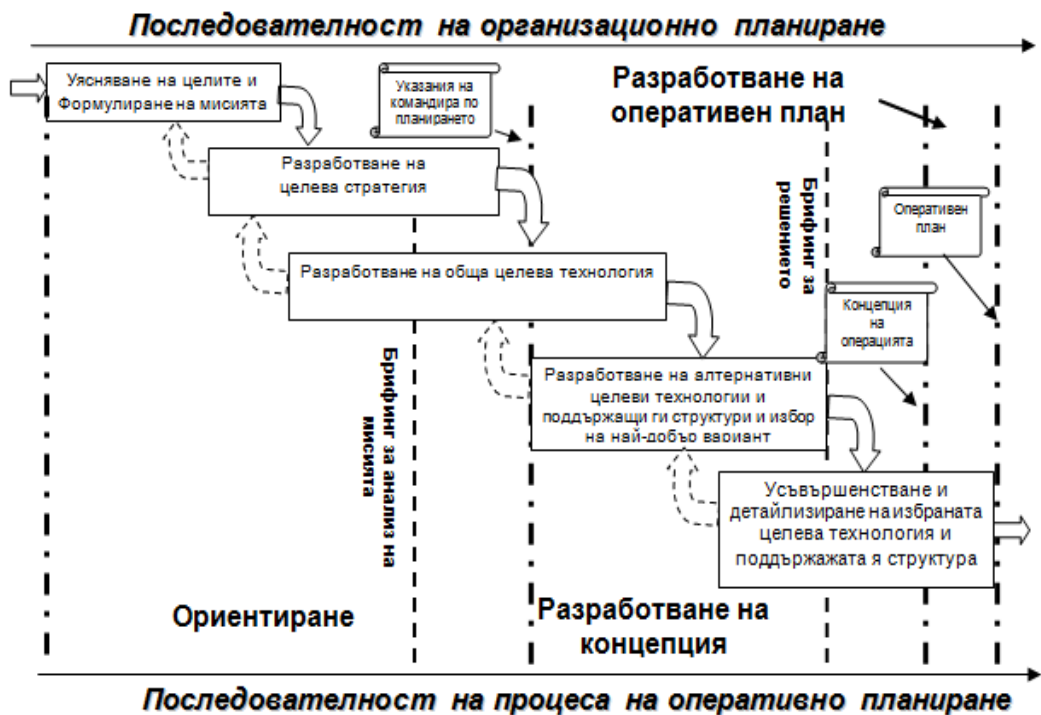 Последователност на организационно планиране
Уясняване на целите и
Формулиране на мисията
Указания на
командира по
планирането
Разработване на
оперативен план
Разработване на
целева стратегия
Брифинг за
решението
Оперативен
план
Разработване на обща целева технология
Концепция
на
операцията
Брифинг за анализ на
мисията
Разработване на алтернативни
целеви технологии и
поддържащи ги структури и избор
на най-добър вариант
Усъвършенстване и
детайлизиране на избраната
целева технология и
поддържажата я структура
Ориентиране
Разработване на
концепция
Последователност на процеса на оперативно планиране